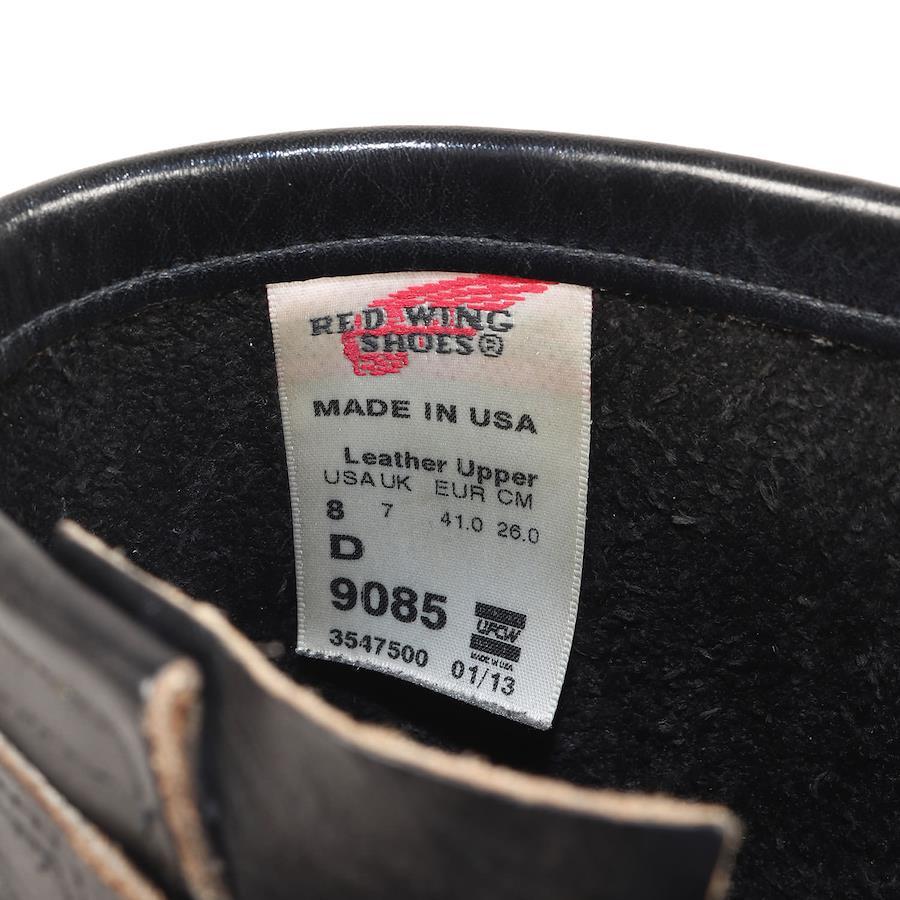 RED WING
SHOES®
MADE IN USA
Leather Upper
USA UK EUR CM
8 7 41.0 26.0
D
9085
UFCW
MADE IN USA
3547500 01/13